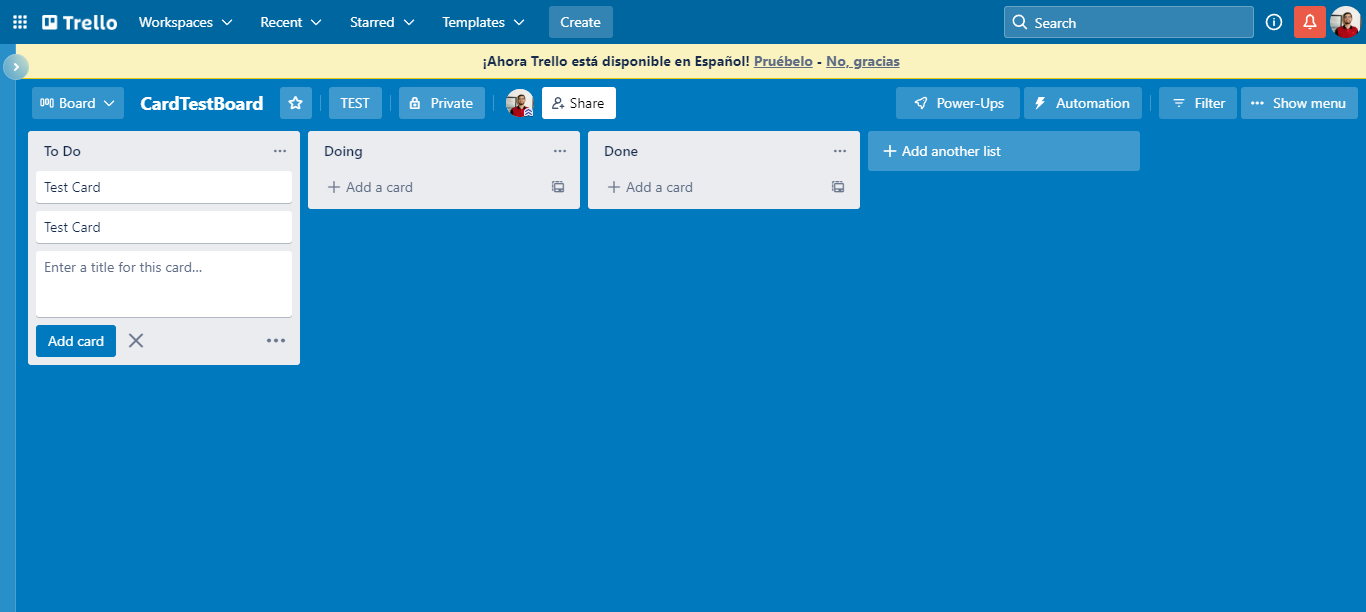 Trello Workspaces Recent Starred Templates Create Search
¡Ahora Trello está disponible en Español! Pruébelo - No, gracias
Board CardTestBoard TEST Private Share Power-Ups Automation Filter Show menu
To Do
Test Card
Test Card
Enter a title for this card...
Add card
Doing
Add a card
Done
Add a card
Add another list